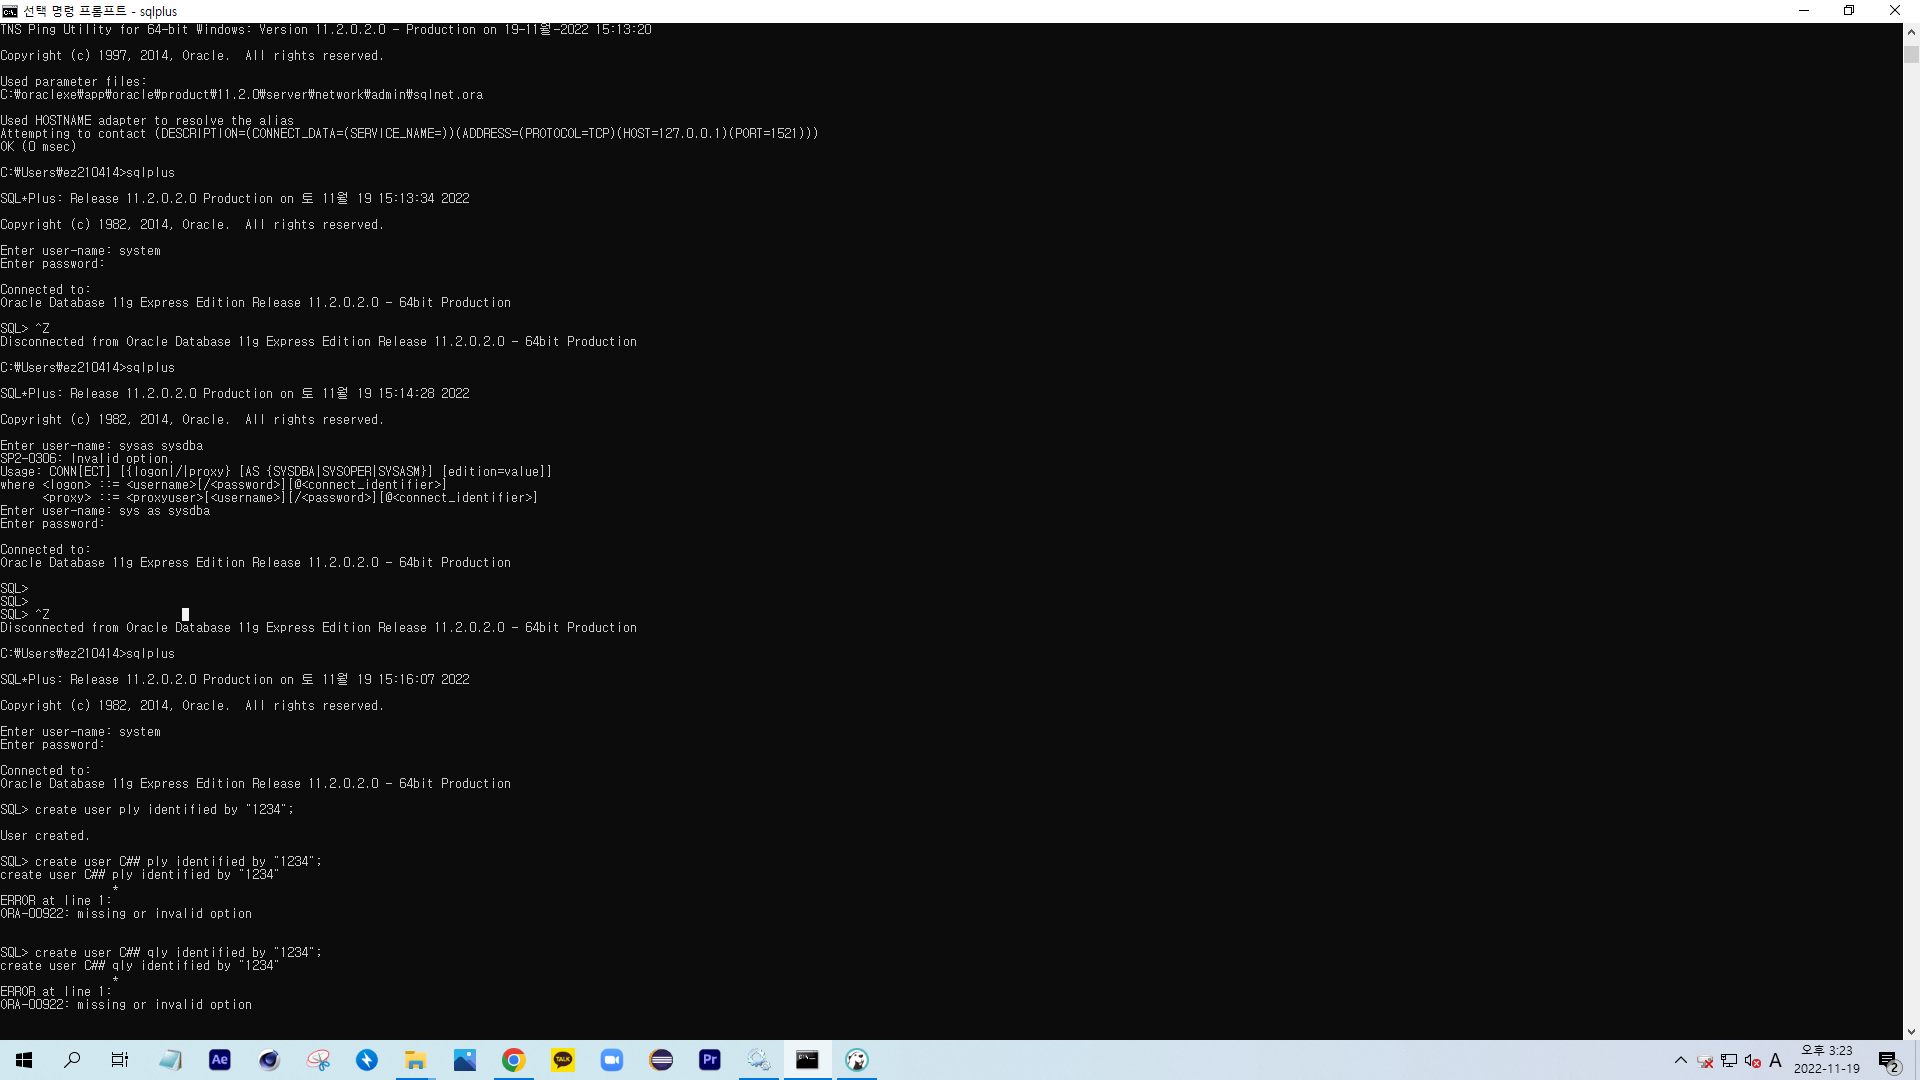 선택 명령 프롬프트 - sqlplus
TNS Ping Utility for 64-bit Windows: Version 11.2.0.2.0 - Production on 19-11월-2022 15:13:20
Copyright (c) 1997, 2014, Oracle.  All rights reserved.
Used parameter files:
C:₩oraclexe₩app₩oracle₩product₩11.2.0₩server₩network₩admin₩sqlnet.ora
Used HOSTNAME adapter to resolve the alias
Attempting to contact (DESCRIPTION=(CONNECT_DATA=(SERVICE_NAME=))(ADDRESS=(PROTOCOL=TCP)(HOST=127.0.0.1)(PORT=1521)))
OK (0 msec)
C:₩Users₩ez210414>sqlplus
SQL*Plus: Release 11.2.0.2.0 Production on 토 11월 19 15:13:34 2022
Copyright (c) 1982, 2014, Oracle.  All rights reserved.
Enter user-name: system
Enter password:
Connected to:
Oracle Database 11g Express Edition Release 11.2.0.2.0 - 64bit Production
SQL> ^Z
Disconnected from Oracle Database 11g Express Edition Release 11.2.0.2.0 - 64bit Production
C:₩Users₩ez210414>sqlplus
SQL*Plus: Release 11.2.0.2.0 Production on 토 11월 19 15:14:28 2022
Copyright (c) 1982, 2014, Oracle.  All rights reserved.
Enter user-name: sysas sysdba
SP2-0306: Invalid option.
Usage: CONN[ECT] [{logon|/|proxy} [AS {SYSDBA|SYSOPER|SYSASM}] [edition=value]]
where <logon> ::= <username>[/<password>][@<connect_identifier>]
      <proxy> ::= <proxyuser>[<username>][/<password>][@<connect_identifier>]
Enter user-name: sys as sysdba
Enter password:
Connected to:
Oracle Database 11g Express Edition Release 11.2.0.2.0 - 64bit Production
SQL>
SQL>
SQL> ^Z
Disconnected from Oracle Database 11g Express Edition Release 11.2.0.2.0 - 64bit Production
C:₩Users₩ez210414>sqlplus
SQL*Plus: Release 11.2.0.2.0 Production on 토 11월 19 15:16:07 2022
Copyright (c) 1982, 2014, Oracle.  All rights reserved.
Enter user-name: system
Enter password:
Connected to:
Oracle Database 11g Express Edition Release 11.2.0.2.0 - 64bit Production
SQL> create user ply identified by "1234";
User created.
SQL> create user C## ply identified by "1234";
create user C## ply identified by "1234"
                *
ERROR at line 1:
ORA-00922: missing or invalid option
SQL> create user C## qly identified by "1234";
create user C## qly identified by "1234"
                *
ERROR at line 1:
ORA-00922: missing or invalid option
Ae
TALK
Pr
A
오후 3:23
2022-11-19
2